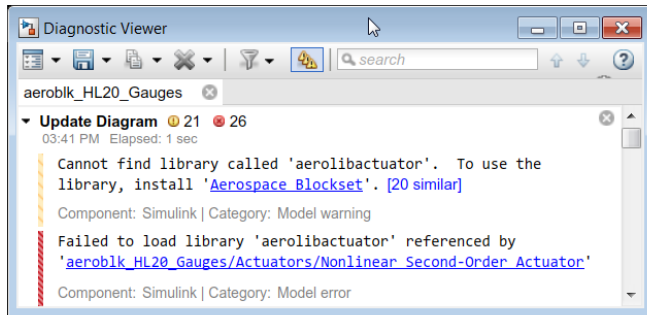 Diagnostic Viewer
search
aeroblk_HL20_Gauges
Update Diagram 21 26
03:41 PM Elapsed: 1 sec
Cannot find library called 'aerolibactuator'. To use the
library, install 'Aerospace Blockset'. [20 similar]
Component: Simulink | Category: Model warning
Failed to load library 'aerolibactuator' referenced by
'aeroblk_HL20_Gauges/Actuators/Nonlinear Second-Order Actuator'
Component: Simulink | Category: Model error